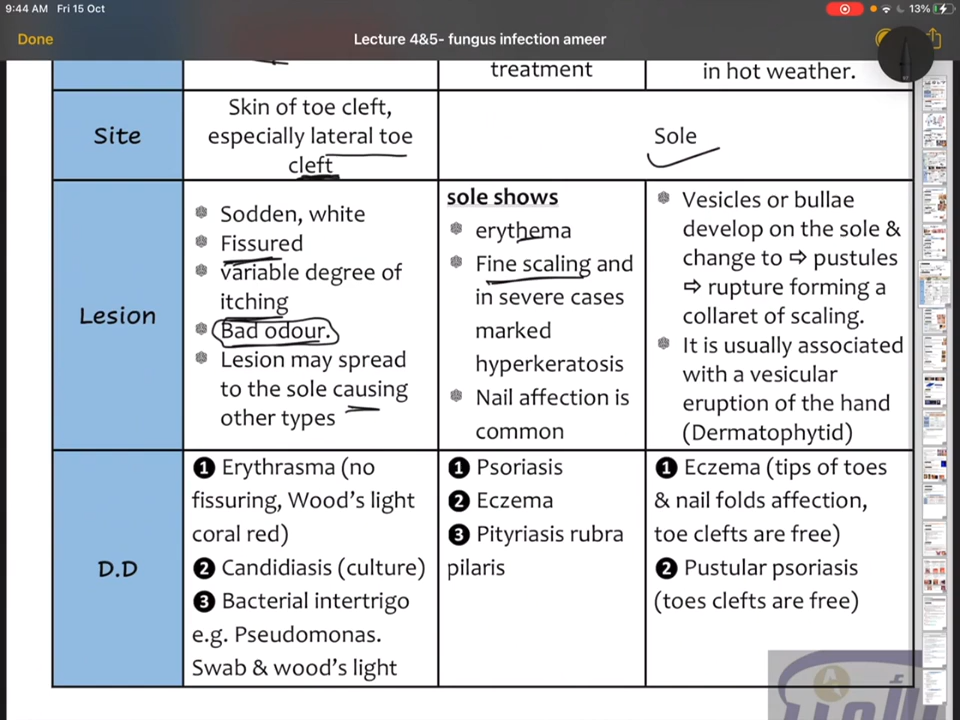 9:44 AM Fri 15 Oct
13%
Done
Lecture 4&5- fungus infection ameer
treatment
in hot weather.
Site
Skin of toe cleft,
especially lateral toe
cleft
Sole
Lesion
Sodden, white
Fissured
variable degree of
itching
Bad odour.
Lesion may spread
to the sole causing
other types
sole shows
erythema
Fine scaling and
in severe cases
marked
hyperkeratosis
Nail affection is
common
Vesicles or bullae
develop on the sole &
change to ⇨ pustules
⇨ rupture forming a
collaret of scaling.
It is usually associated
with a vesicular
eruption of the hand
(Dermatophytid)
D.D
❶ Erythrasma (no
fissuring, Wood's light
coral red)
❷ Candidiasis (culture)
❸ Bacterial intertrigo
e.g. Pseudomonas.
Swab & wood's light
❶ Psoriasis
❷ Eczema
❸ Pityriasis rubra
pilaris
❶ Eczema (tips of toes
& nail folds affection,
toe clefts are free)
❷ Pustular psoriasis
(toes clefts are free)